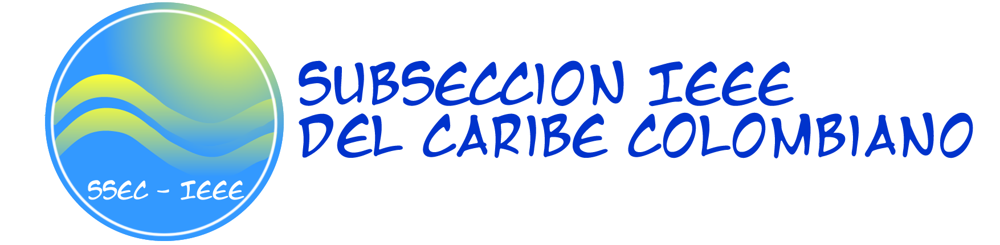 SUBSECCION IEEE
DEL CARIBE COLOMBIANO
SSEC - IEEE